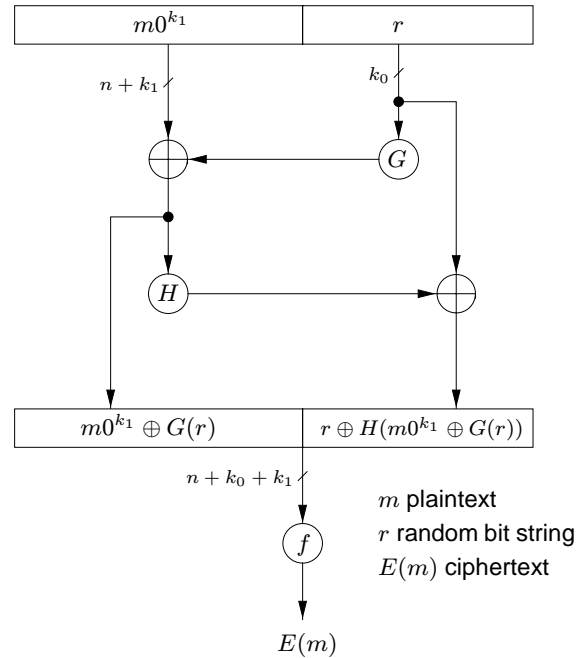 m0^{k_1} r
n + k_1 k_0
G
H
m0^{k_1} ⊕ G(r) r ⊕ H(m0^{k_1} ⊕ G(r))
n + k_0 + k_1
m plaintext
r random bit string
f
E(m) ciphertext
E(m)